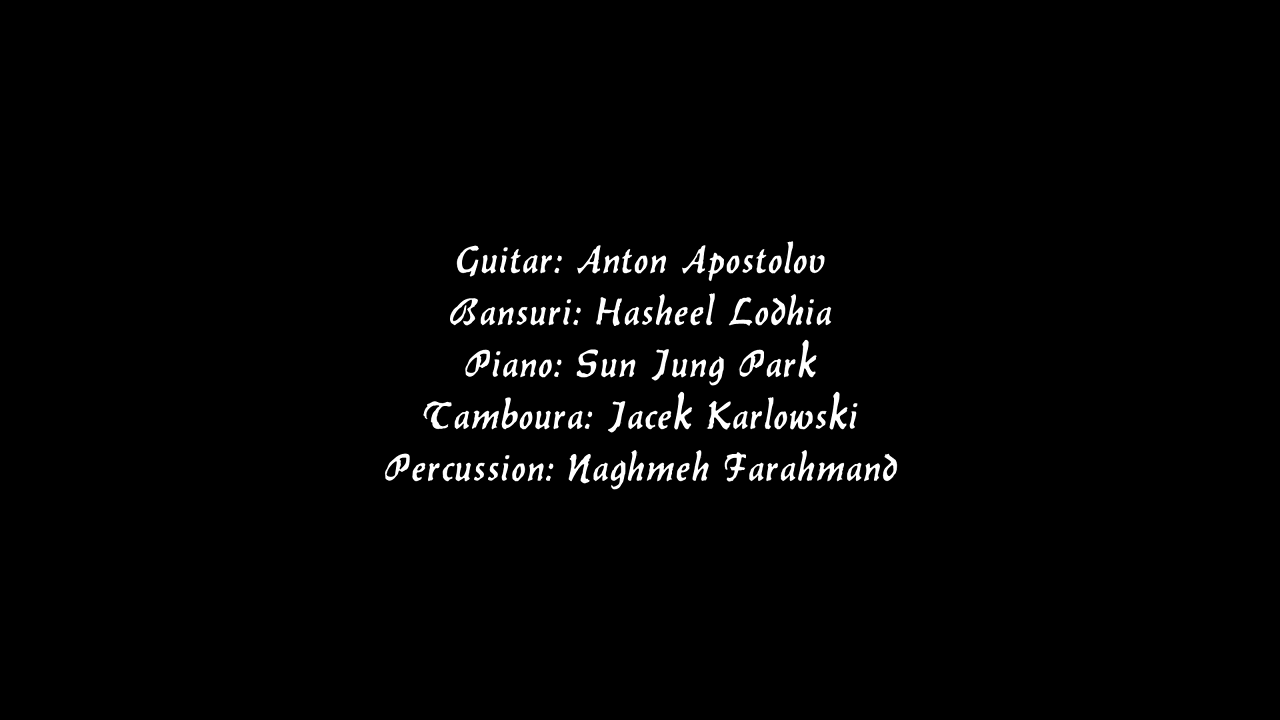 Guitar: Anton Apostolov
Bansuri: Hasheel Lodhia
Piano: Sun Jung Park
Tamboura: Jacek Karlowski
Percussion: Naghmeh Farahmand